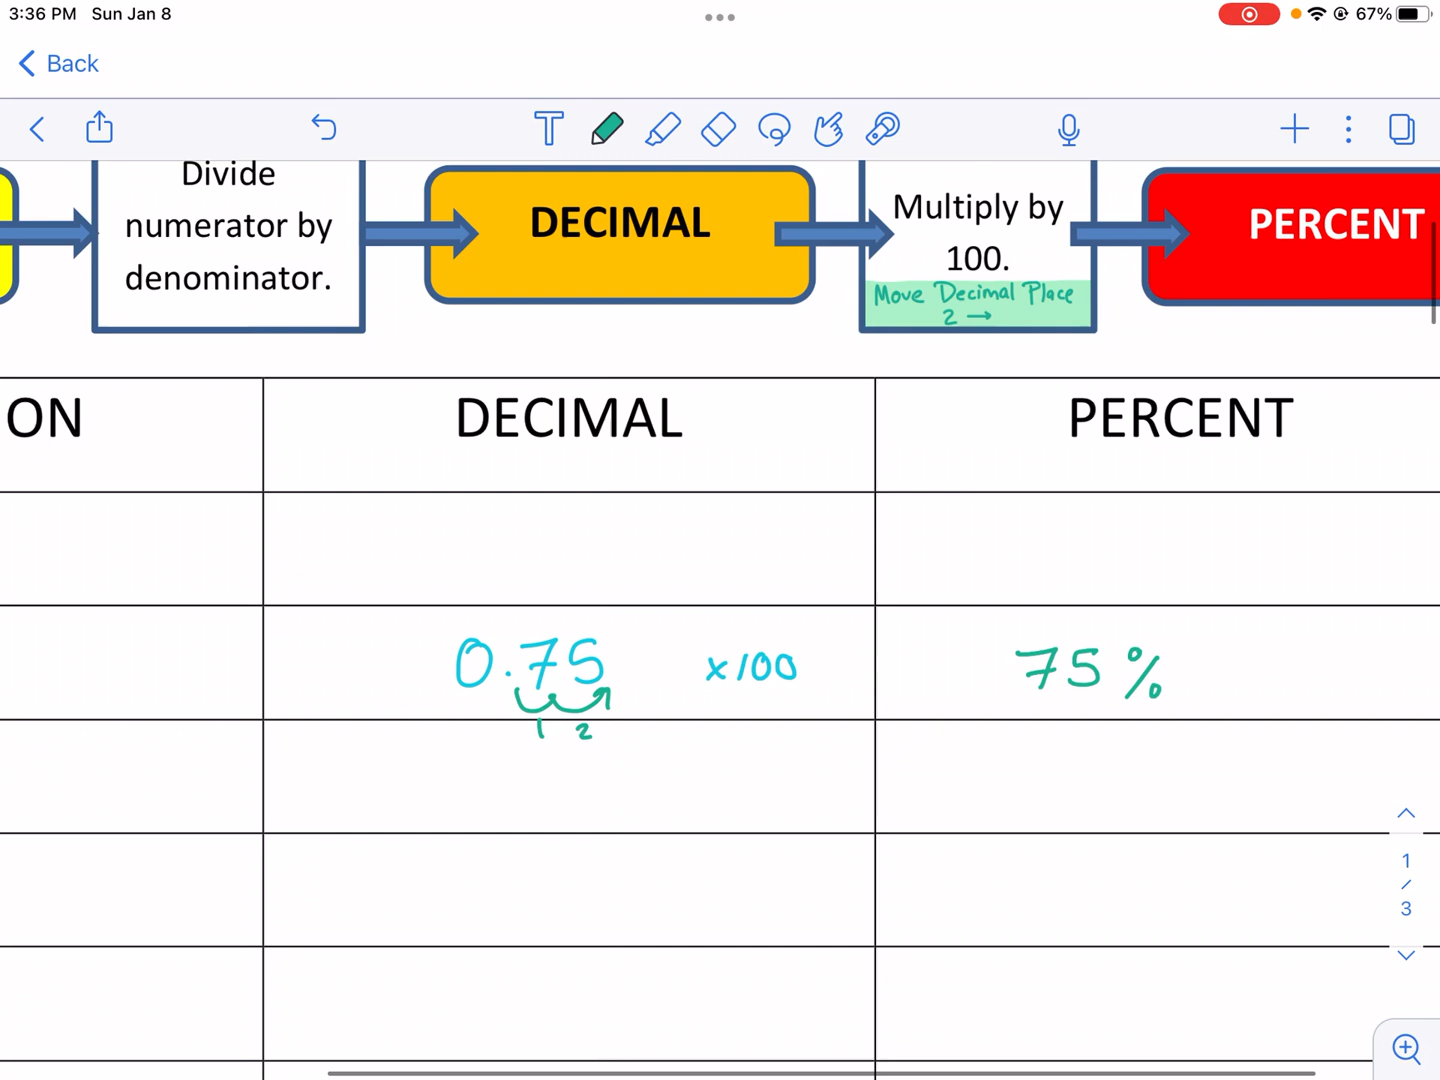 3:36 PM Sun Jan 8
67%
Back
T
Divide
numerator by
denominator.
DECIMAL
Multiply by
100.
Move Decimal Place
2 →
PERCENT
ON
DECIMAL
PERCENT
0.75 x100
75%
1 2
1
/
3